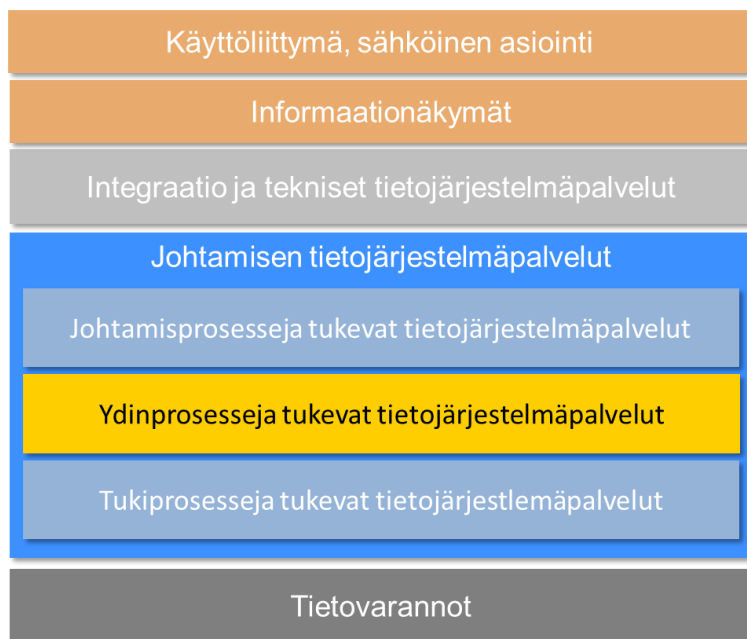 Käyttöliittymä, sähköinen asiointi
Informaationäkymät
Integraatio ja tekniset tietojärjestelmäpalvelut
Johtamisen tietojärjestelmäpalvelut
Johtamisprosesseja tukevat tietojärjestelmäpalvelut
Ydinprosesseja tukevat tietojärjestelmäpalvelut
Tukiprosesseja tukevat tietojärjestlemäpalvelut
Tietovarannot